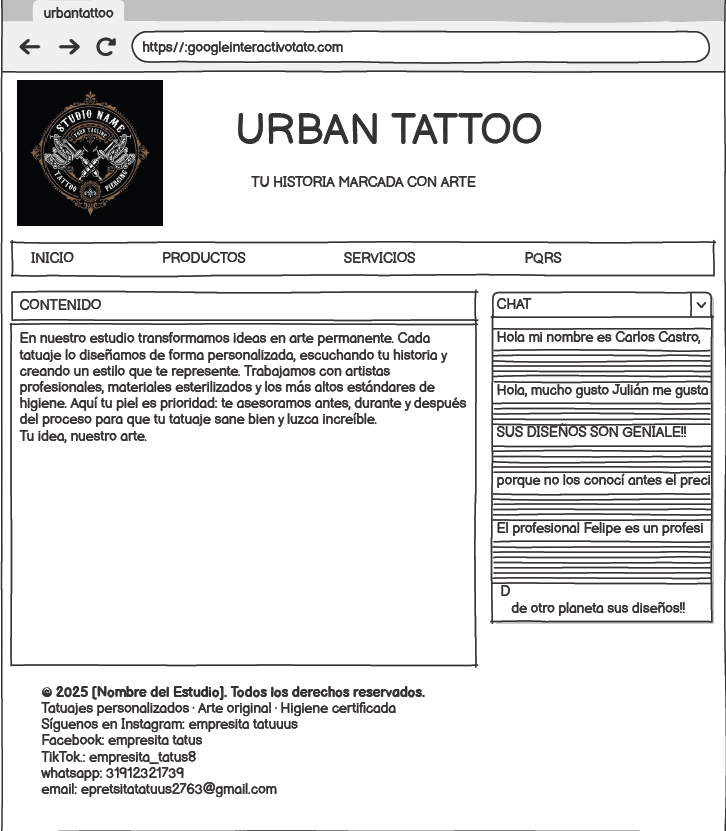 urbantattoo
https//:googleinteractivotato.com
STUDIO NAME
YOUR TAGLINE
TATTOO
PIERCING
URBAN TATTOO
TU HISTORIA MARCADA CON ARTE
INICIO PRODUCTOS SERVICIOS PQRS
CONTENIDO
En nuestro estudio transformamos ideas en arte permanente. Cada
tatuaje lo diseñamos de forma personalizada, escuchando tu historia y
creando un estilo que te represente. Trabajamos con artistas
profesionales, materiales esterilizados y los más altos estándares de
higiene. Aquí tu piel es prioridad: te asesoramos antes, durante y después
del proceso para que tu tatuaje sane bien y luzca increíble.
Tu idea, nuestro arte.
CHAT
Hola mi nombre es Carlos Castro,
Hola, mucho gusto Julián me gusta
SUS DISEÑOS SON GENIALE!!
porque no los conocí antes el preci
El profesional Felipe es un profesi
D
de otro planeta sus diseños!!
© 2025 [Nombre del Estudio]. Todos los derechos reservados.
Tatuajes personalizados · Arte original · Higiene certificada
Síguenos en Instagram: empresita tatuuus
Facebook: empresita tatus
TikTok.: empresita_tatus8
whatsapp: 31912321739
email: epretsitatatuus2763@gmail.com